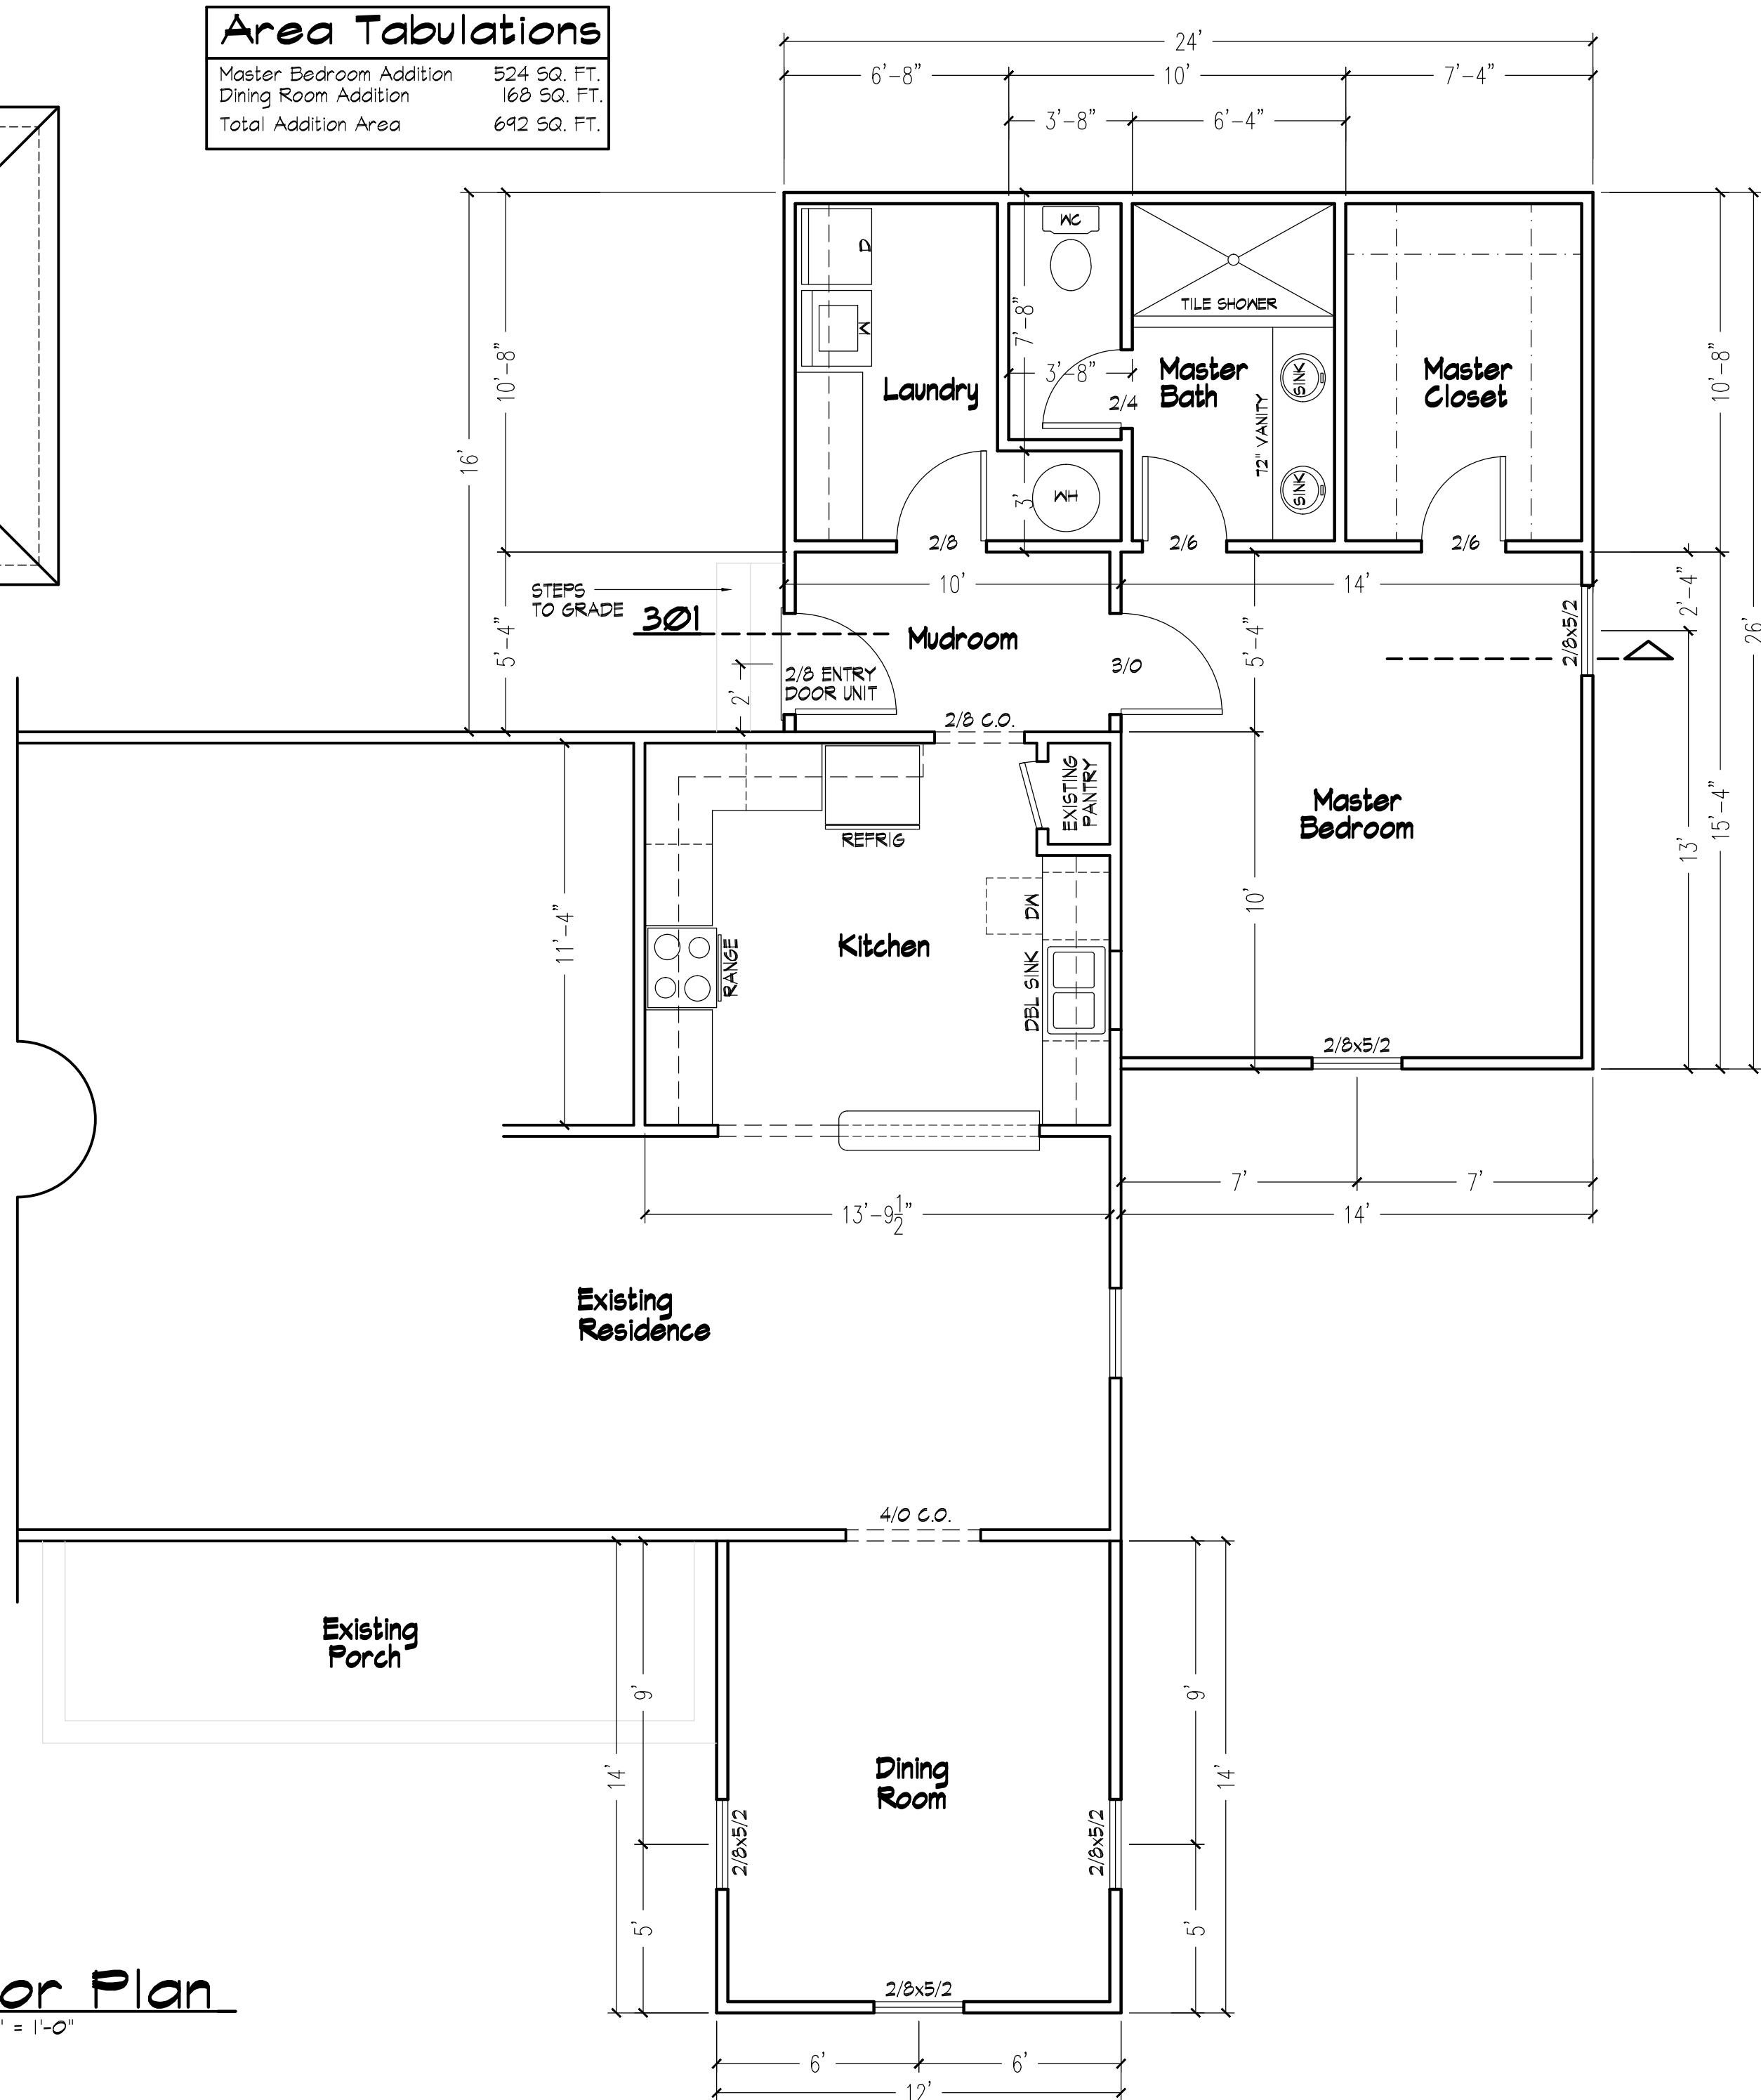 Area Tabulations
Master Bedroom Addition 524 SQ. FT.
Dining Room Addition 168 SQ. FT.
Total Addition Area 692 SQ. FT.
24'
6'-8" 10' 7'-4"
3'-8" 6'-4"
WC
D
TILE SHOWER
W
7'-8"
3'-8"
10'-8"
10'-8"
16'
Laundry
Master
Bath
Master
Closet
2/4
SINK
72" VANITY
SINK
WH
3'
2/8
2/6
2/6
STEPS
TO GRADE
10'
14'
2'-4"
301
Mudroom
5'-4"
5'-4"
2/8x5/2
26'
3/0
2/8 ENTRY
DOOR UNIT
2'
2/8 C.O.
EXISTING
PANTRY
REFRIG
Master
Bedroom
15'-4"
13'
11'-4"
Kitchen
DW
10'
RANGE
DBL SINK
2/8x5/2
7' 7'
13'-9 1/2"
14'
Existing
Residence
4/0 C.O.
Existing
Porch
9'
9'
14'
14'
Dining
Room
2/8x5/2
2/8x5/2
5'
5'
2/8x5/2
or Plan
" = 1'-0"
6' 6'
12'